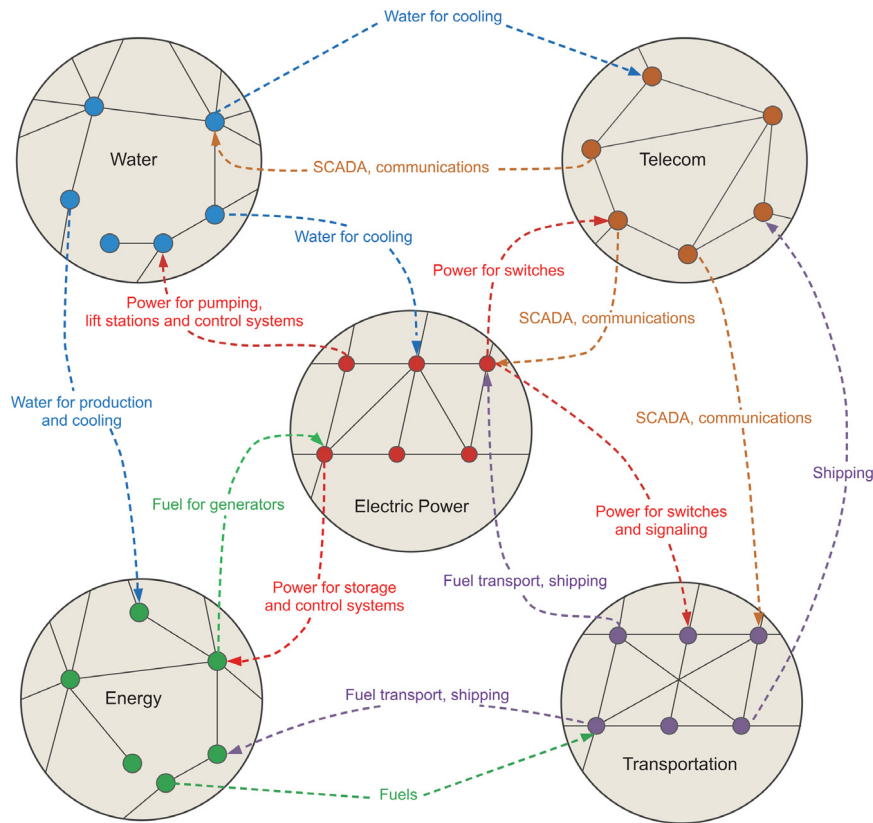 Water for cooling
Water
Telecom
SCADA, communications
Water for cooling
Power for switches
Power for pumping,
lift stations and control systems
SCADA, communications
Water for production
and cooling
SCADA, communications
Shipping
Fuel for generators
Electric Power
Power for switches
and signaling
Power for storage
and control systems
Fuel transport, shipping
Energy
Fuel transport, shipping
Transportation
Fuels